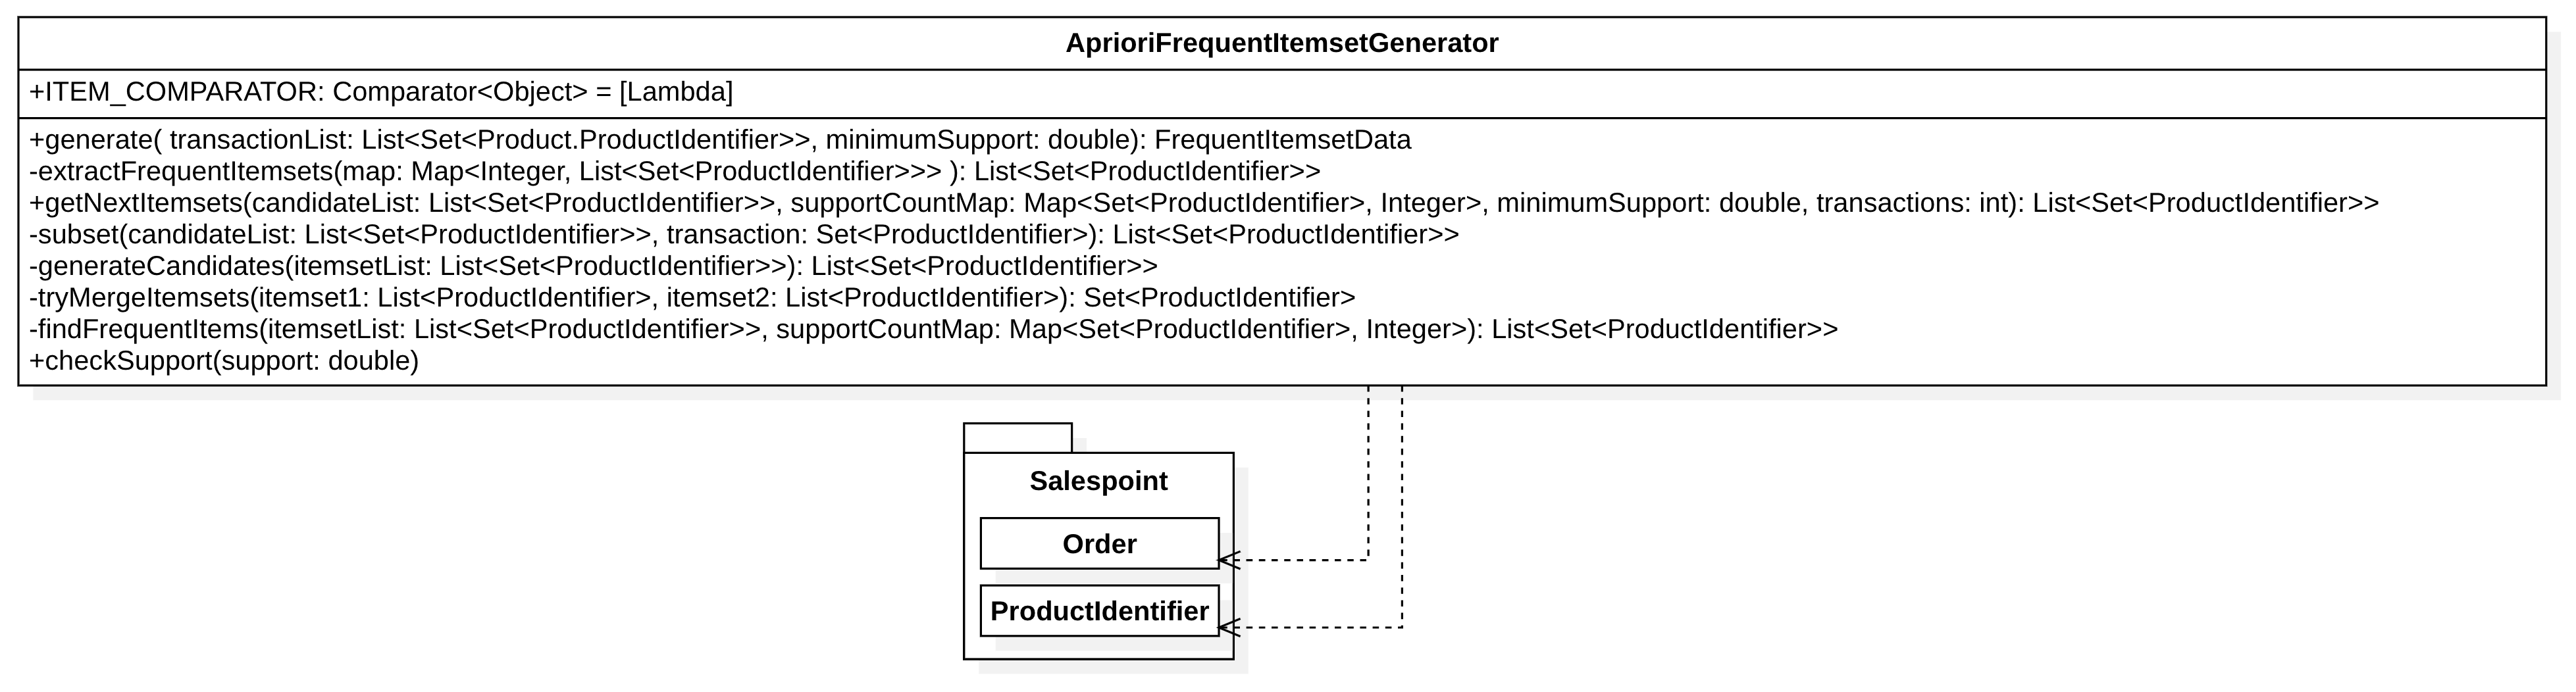 AprioriFrequentItemsetGenerator
+ITEM_COMPARATOR: Comparator<Object> = [Lambda]
+generate( transactionList: List<Set<Product.ProductIdentifier>>, minimumSupport: double): FrequentItemsetData
-extractFrequentItemsets(map: Map<Integer, List<Set<ProductIdentifier>>> ): List<Set<ProductIdentifier>>
+getNextItemsets(candidateList: List<Set<ProductIdentifier>>, supportCountMap: Map<Set<ProductIdentifier>, Integer>, minimumSupport: double, transactions: int): List<Set<ProductIdentifier>>
-subset(candidateList: List<Set<ProductIdentifier>>, transaction: Set<ProductIdentifier>): List<Set<ProductIdentifier>>
-generateCandidates(itemsetList: List<Set<ProductIdentifier>>): List<Set<ProductIdentifier>>
-tryMergeItemsets(itemset1: List<ProductIdentifier>, itemset2: List<ProductIdentifier>): Set<ProductIdentifier>
-findFrequentItems(itemsetList: List<Set<ProductIdentifier>>, supportCountMap: Map<Set<ProductIdentifier>, Integer>): List<Set<ProductIdentifier>>
+checkSupport(support: double)
Salespoint
Order
ProductIdentifier